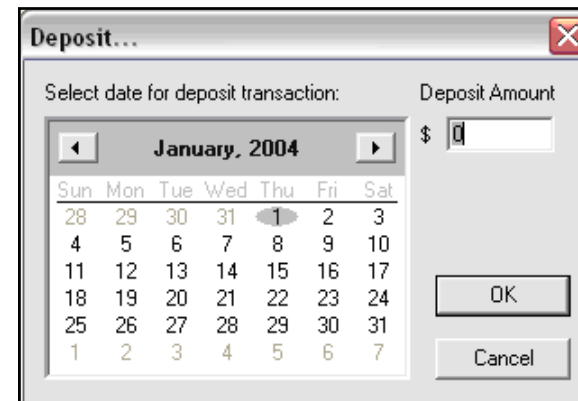 Deposit...
Select date for deposit transaction:
Deposit Amount
January, 2004
$ 0
Sun Mon Tue Wed Thu Fri Sat
28 29 30 31 1 2 3
4 5 6 7 8 9 10
11 12 13 14 15 16 17
18 19 20 21 22 23 24
OK
25 26 27 28 29 30 31
1 2 3 4 5 6 7
Cancel